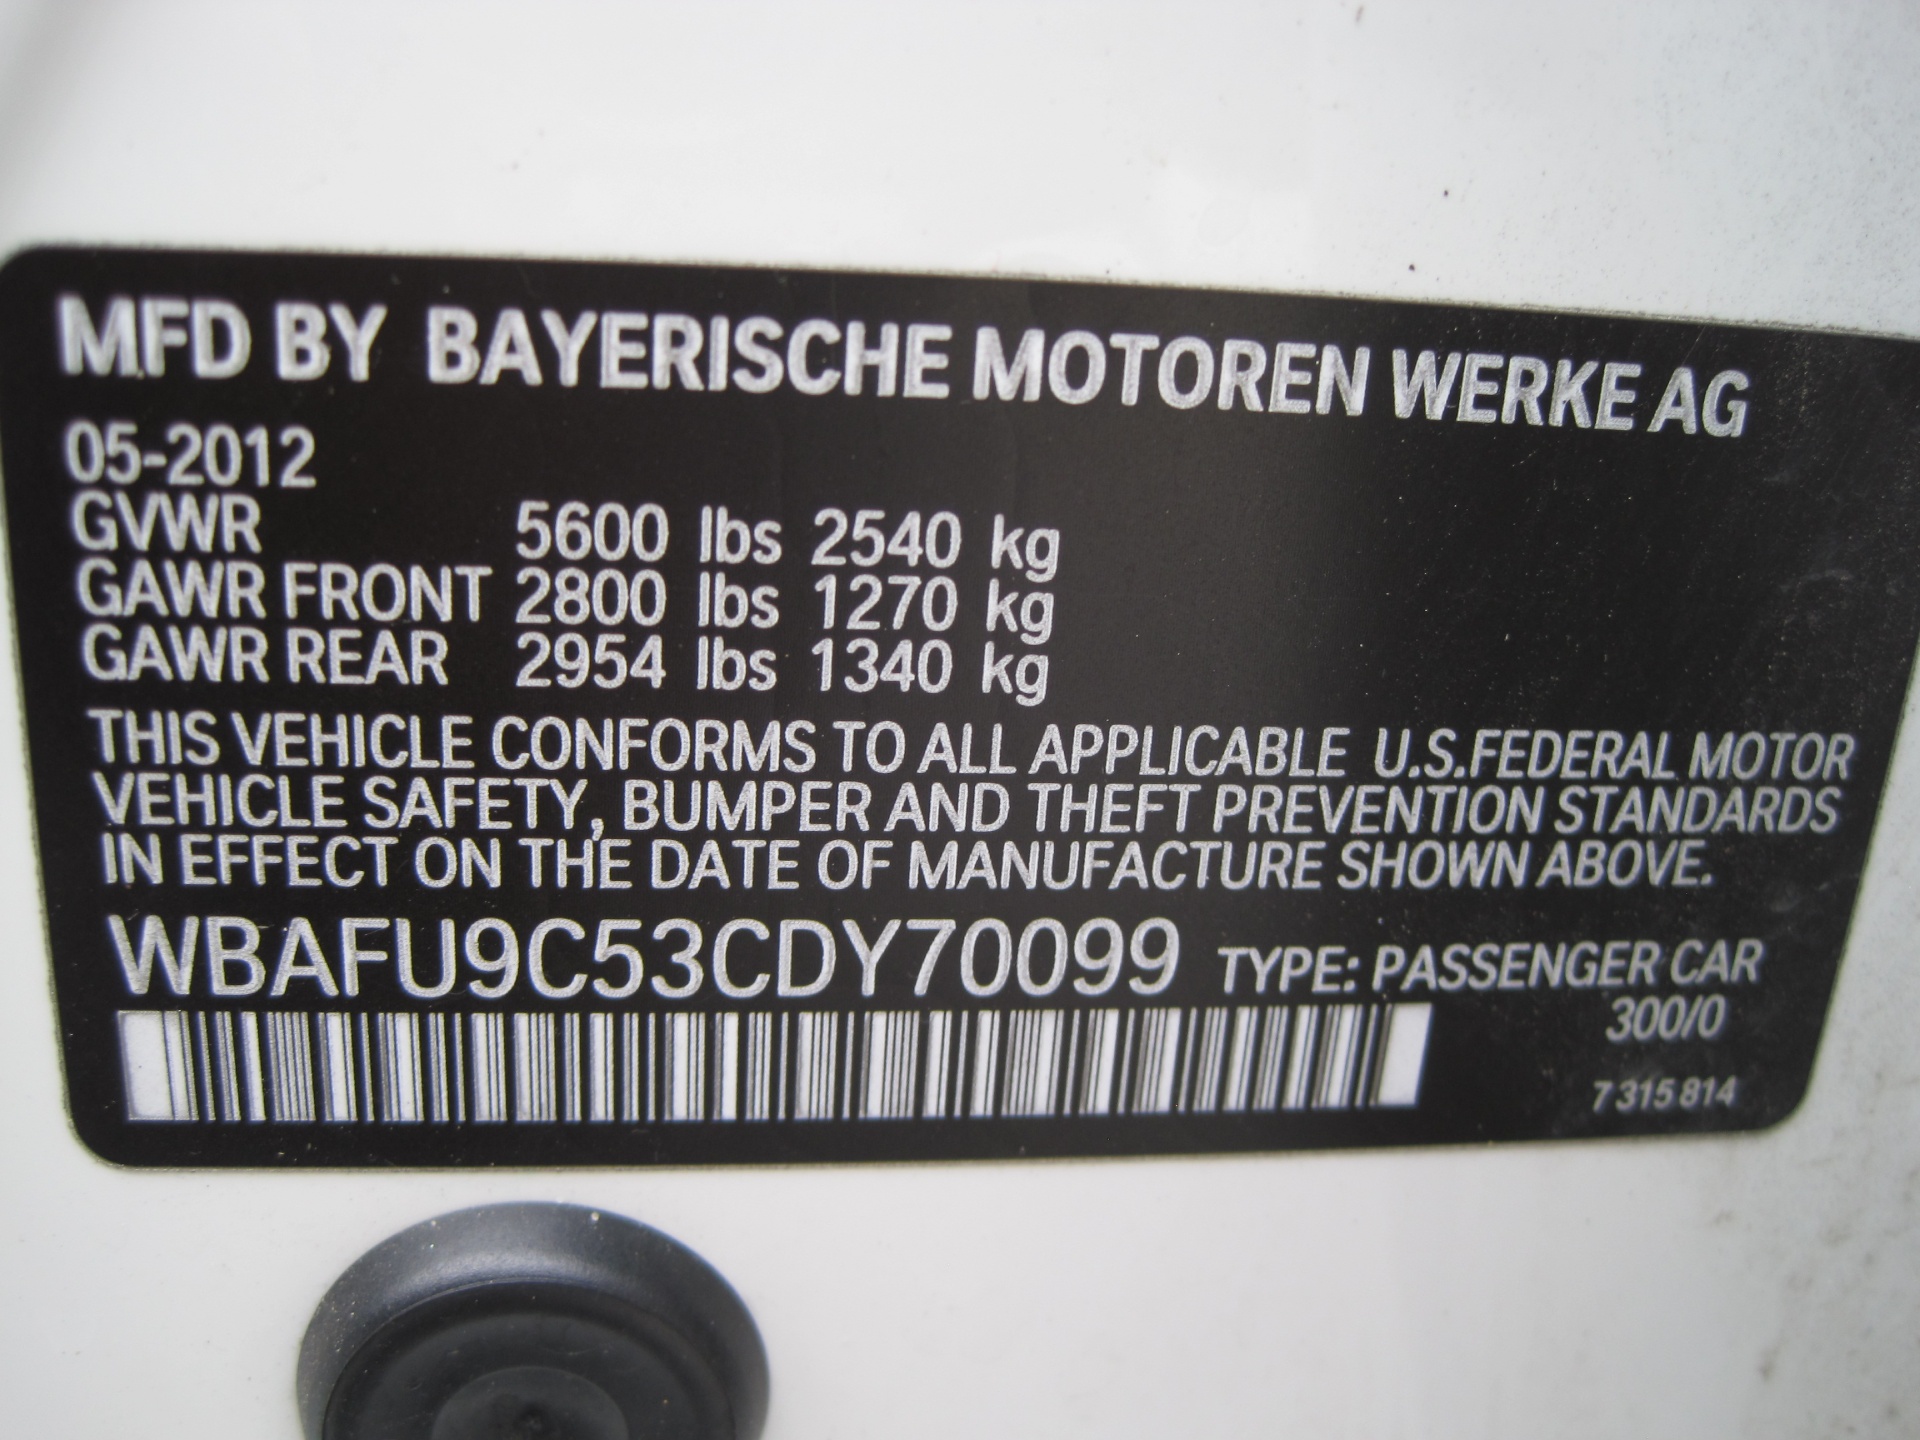 MFD BY BAYERISCHE MOTOREN WERKE AG
05-2012
GVWR 5600 lbs 2540 kg
GAWR FRONT 2800 lbs 1270 kg
GAWR REAR 2954 lbs 1340 kg
THIS VEHICLE CONFORMS TO ALL APPLICABLE U.S.FEDERAL MOTOR
VEHICLE SAFETY, BUMPER AND THEFT PREVENTION STANDARDS
IN EFFECT ON THE DATE OF MANUFACTURE SHOWN ABOVE.
WBAFU9C53CDY70099 TYPE: PASSENGER CAR
300/0
7 315 814